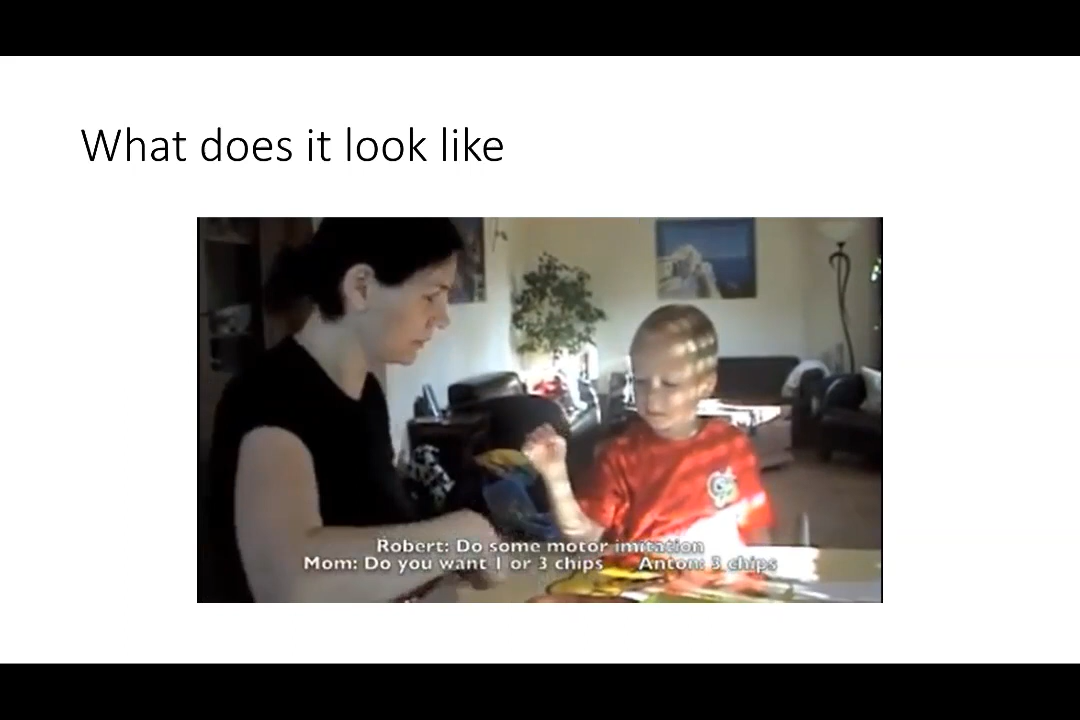 What does it look like
Robert: Do some motor imitation
Mom: Do you want 1 or 3 chips Anton: 3 chips